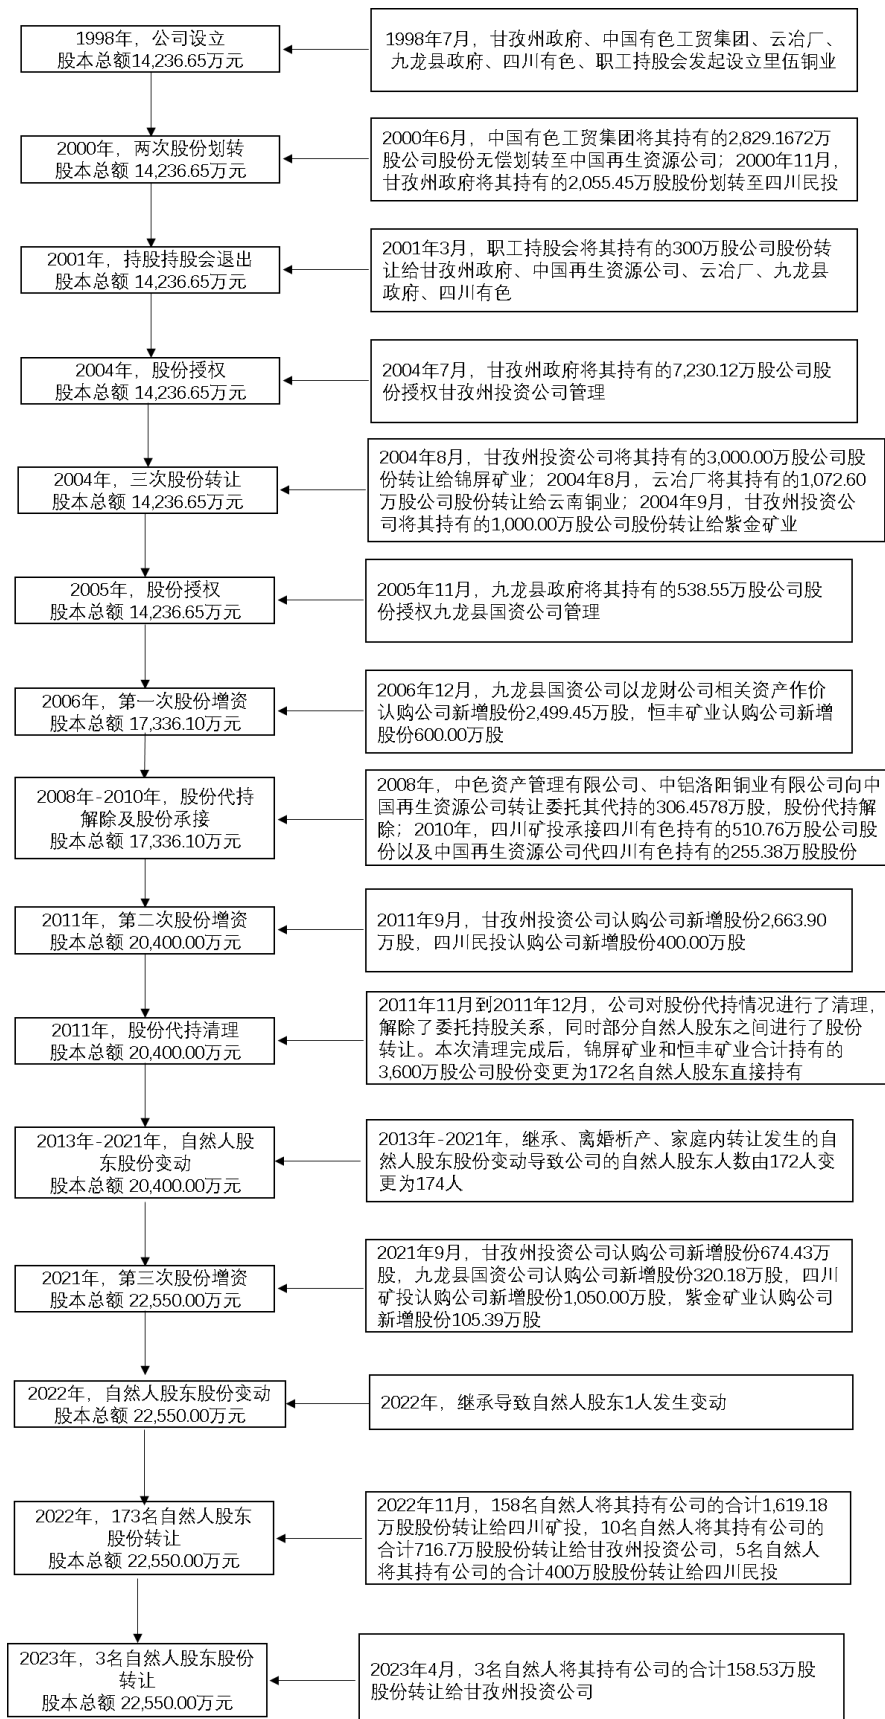 1998年，公司设立
股本总额14,236.65万元
1998年7月，甘孜州政府、中国有色工贸集团、云冶厂、
九龙县政府、四川有色、职工持股会发起设立里伍铜业
2000年，两次股份划转
股本总额 14,236.65万元
2000年6月，中国有色工贸集团将其持有的2,829.1672万
股公司股份无偿划转至中国再生资源公司；2000年11月，
甘孜州政府将其持有的2,055.45万股股份划转至四川民投
2001年，持股持股会退出
股本总额 14,236.65万元
2001年3月，职工持股会将其持有的300万股公司股份转
让给甘孜州政府、中国再生资源公司、云冶厂、九龙县
政府、四川有色
2004年，股份授权
股本总额 14,236.65万元
2004年7月，甘孜州政府将其持有的7,230.12万股公司股
份授权甘孜州投资公司管理
2004年，三次股份转让
股本总额 14,236.65万元
2004年8月，甘孜州投资公司将其持有的3,000.00万股公司股
份转让给锦屏矿业；2004年8月，云冶厂将其持有的1,072.60
万股公司股份转让给云南铜业；2004年9月，甘孜州投资公
司将其持有的1,000.00万股公司股份转让给紫金矿业
2005年，股份授权
股本总额 14,236.65万元
2005年11月，九龙县政府将其持有的538.55万股公司股
份授权九龙县国资公司管理
2006年，第一次股份增资
股本总额 17,336.10万元
2006年12月，九龙县国资公司以龙财公司相关资产作价
认购公司新增股份2,499.45万股，恒丰矿业认购公司新增
股份600.00万股
2008年-2010年，股份代持
解除及股份承接
股本总额 17,336.10万元
2008年，中色资产管理有限公司、中铝洛阳铜业有限公司向中
国再生资源公司转让委托其代持的306.4578万股，股份代持解
除；2010年，四川矿投承接四川有色持有的510.76万股公司股
份以及中国再生资源公司代四川有色持有的255.38万股股份
2011年，第二次股份增资
股本总额 20,400.00万元
2011年9月，甘孜州投资公司认购公司新增股份2,663.90
万股，四川民投认购公司新增股份400.00万股
2011年，股份代持清理
股本总额 20,400.00万元
2011年11月到2011年12月，公司对股份代持情况进行了清理，
解除了委托持股关系，同时部分自然人股东之间进行了股份
转让。本次清理完成后，锦屏矿业和恒丰矿业合计持有的
3,600万股公司股份变更为172名自然人股东直接持有
2013年-2021年，自然人股
东股份变动
股本总额 20,400.00万元
2013年-2021年，继承、离婚析产、家庭内转让发生的自
然人股东股份变动导致公司的自然人股东人数由172人变
更为174人
2021年，第三次股份增资
股本总额 22,550.00万元
2021年9月，甘孜州投资公司认购公司新增股份674.43万
股，九龙县国资公司认购公司新增股份320.18万股，四川
矿投认购公司新增股份1,050.00万股，紫金矿业认购公司
新增股份105.39万股
2022年，自然人股东股份变动
股本总额 22,550.00万元
2022年，继承导致自然人股东1人发生变动
2022年，173名自然人股东
股份转让
股本总额 22,550.00万元
2022年11月，158名自然人将其持有公司的合计1,619.18
万股股份转让给四川矿投，10名自然人将其持有公司的
合计716.7万股股份转让给甘孜州投资公司，5名自然人
将其持有公司的合计400万股股份转让给四川民投
2023年，3名自然人股东股份
转让
股本总额 22,550.00万元
2023年4月，3名自然人将其持有公司的合计158.53万股
股份转让给甘孜州投资公司